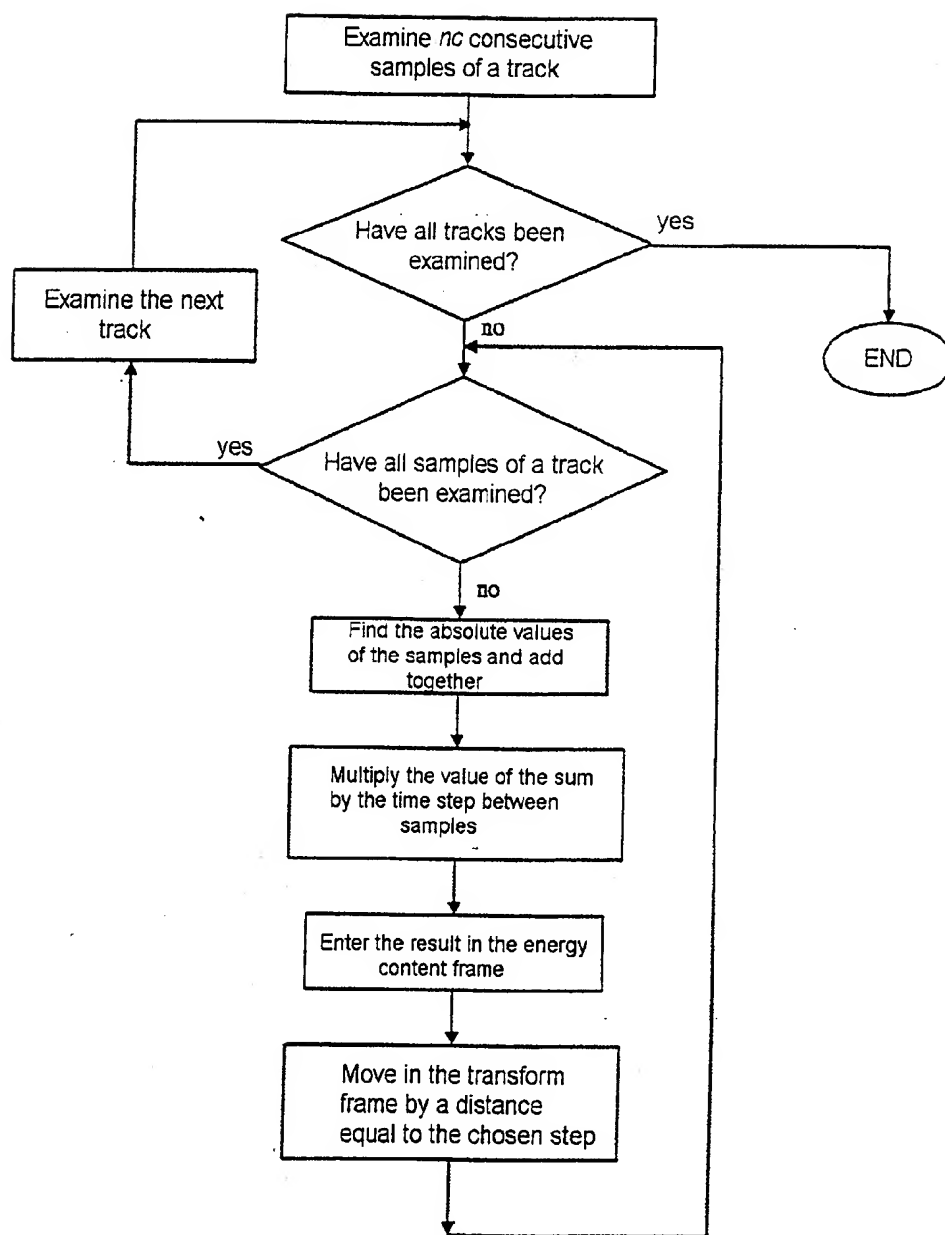 Examine nc consecutive
samples of a track
Have all tracks been
examined?
yes
Examine the next
track
no
END
yes
Have all samples of a track
been examined?
no
Find the absolute values
of the samples and add
together
Multiply the value of the sum
by the time step between
samples
Enter the result in the energy
content frame
Move in the transform
frame by a distance
equal to the chosen step